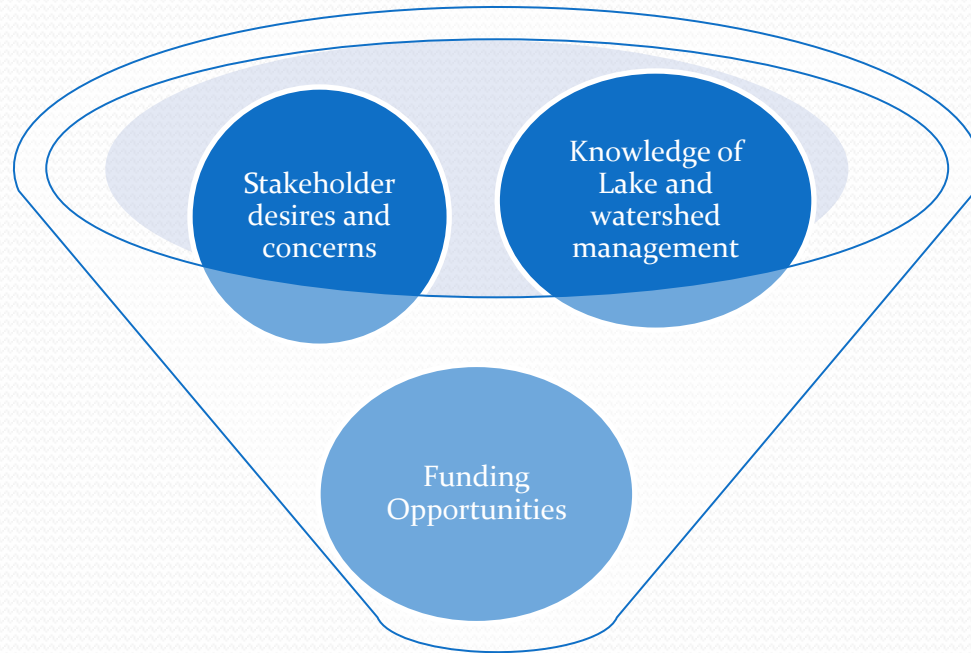 Stakeholder
desires and
concerns
Knowledge of
Lake and
watershed
management
Funding
Opportunities